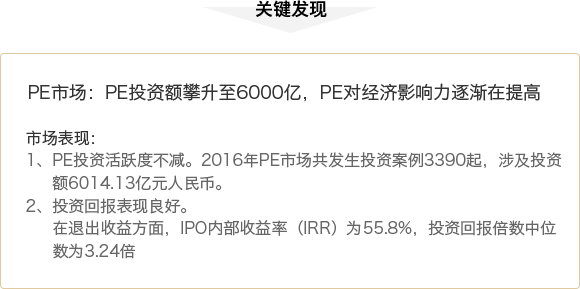 关键发现
PE市场：PE投资额攀升至6000亿，PE对经济影响力逐渐在提高
市场表现：
1、PE投资活跃度不减。2016年PE市场共发生投资案例3390起，涉及投资
额6014.13亿元人民币。
2、投资回报表现良好。
在退出收益方面，IPO内部收益率（IRR）为55.8%，投资回报倍数中位
数为3.24倍